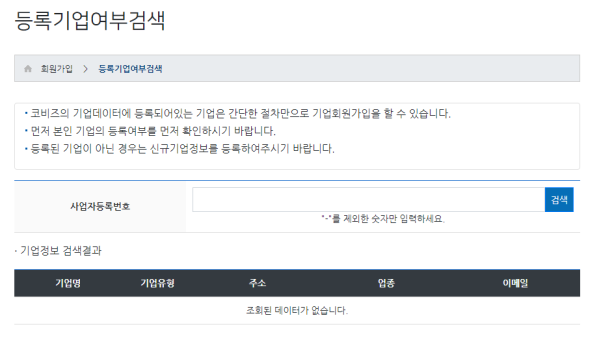 등록기업여부검색
회원가입 > 등록기업여부검색
• 코비즈의 기업데이터에 등록되어있는 기업은 간단한 절차만으로 기업회원가입을 할 수 있습니다.
• 먼저 본인 기업의 등록여부를 먼저 확인하시기 바랍니다.
• 등록된 기업이 아닌 경우는 신규기업정보를 등록하여주시기 바랍니다.
사업자등록번호 검색
"-"를 제외한 숫자만 입력하세요.
· 기업정보 검색결과
기업명 기업유형 주소 업종 이메일
조회된 데이터가 없습니다.